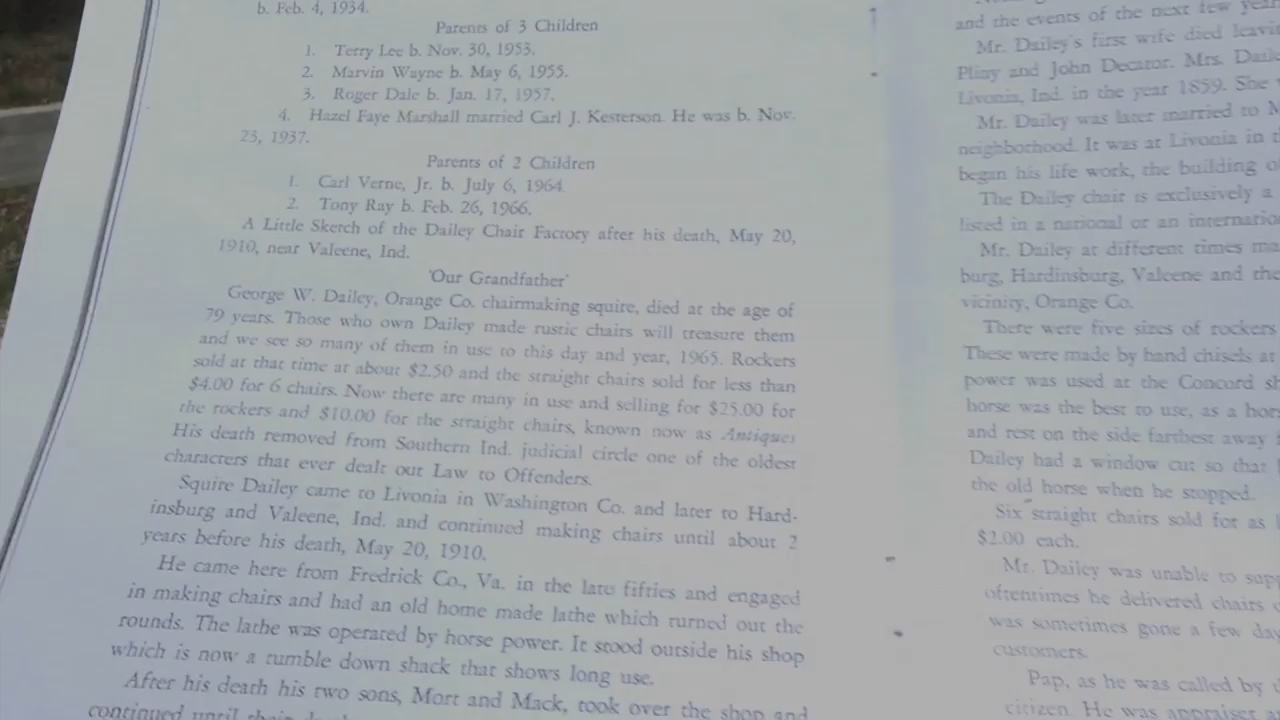 b. Feb. 4, 1934.
Parents of 3 Children
1. Terry Lee b. Nov. 30, 1953.
2. Marvin Wayne b. May 6, 1955.
3. Roger Dale b. Jan. 17, 1957.
4. Hazel Faye Marshall married Carl J. Kesterson. He was b. Nov.
23, 1937.
Parents of 2 Children
1. Carl Verne, Jr. b. July 6, 1964.
2. Tony Ray b. Feb. 26, 1966.
A Little Sketch of the Dailey Chair Factory after his death, May 20,
1910, near Valeene, Ind.
'Our Grandfather'
George W. Dailey, Orange Co. chairmaking squire, died at the age of
79 years. Those who own Dailey made rustic chairs will treasure them
and we see so many of them in use to this day and year, 1965. Rockers
sold at that time at about $2.50 and the straight chairs sold for less than
$4.00 for 6 chairs. Now there are many in use and selling for $25.00 for
the rockers and $10.00 for the straight chairs, known now as Antiques
His death removed from Southern Ind. judicial circle one of the oldest
characters that ever dealt out Law to Offenders.
Squire Dailey came to Livonia in Washington Co. and later to Hard-
insburg and Valeene, Ind. and continued making chairs until about 2
years before his death, May 20, 1910.
He came here from Fredrick Co., Va. in the late fifties and engaged
in making chairs and had an old home made lathe which turned out the
rounds. The lathe was operated by horse power. It stood outside his shop
which is now a tumble down shack that shows long use.
After his death his two sons, Mort and Mack, took over the shop and
continued until their
and the events of the next few
Mr. Dailey's first wife died
Pliny and John Decator. Mrs.
Livonia, Ind. in the year 1859. She
Mr. Dailey was later married to
neighborhood. It was at Livonia in
began his life work, the building
The Dailey chair is exclusively a
listed in a national or an
Mr. Dailey at different times
burg, Hardinsburg, Valeene and the
vicinity, Orange Co.
There were five sizes of rockers
These were made by hand chisels
power was used at the Concord
horse was the best to use, as a
and rest on the side farthest away
Dailey had a window cut so that
the old horse when he stopped.
Six straight chairs sold for as
$2.00 each.
Mr. Dailey was unable to
oftentimes he delivered chairs
was sometimes gone a few
customers.
Pap, as he was called by
citizen. He was appraiser